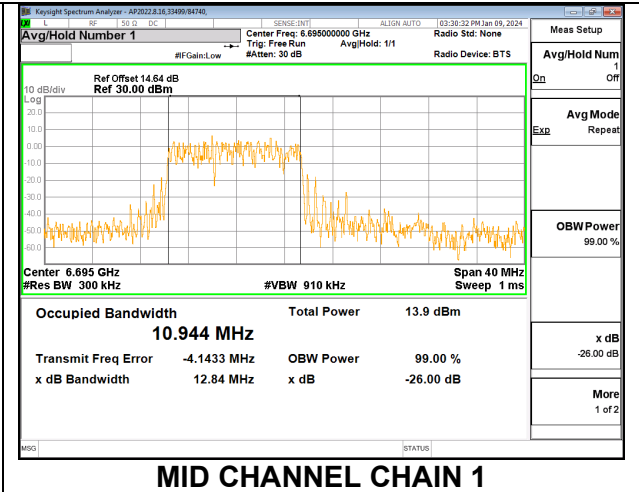 Keysight Spectrum Analyzer - AP2022.8.16,33499/84740,
L RF 50 Ω DC SENSE:INT ALIGN AUTO 03:30:32 PM Jan 09, 2024
Avg/Hold Number 1
Center Freq: 6.695000000 GHz
Radio Std: None
Trig: Free Run Avg|Hold: 1/1
#IFGain:Low #Atten: 30 dB Radio Device: BTS
Ref Offset 14.64 dB
10 dB/div Ref 30.00 dBm
Log
20.0
10.0
0.00
-10.0
-20.0
-30.0
-40.0
-50.0
-60.0
Center 6.695 GHz Span 40 MHz
#Res BW 300 kHz #VBW 910 kHz Sweep 1 ms
Occupied Bandwidth Total Power 13.9 dBm
10.944 MHz
Transmit Freq Error -4.1433 MHz OBW Power 99.00 %
x dB Bandwidth 12.84 MHz x dB -26.00 dB
Meas Setup
Avg/Hold Num
1
On Off
Avg Mode
Exp Repeat
OBW Power
99.00 %
x dB
-26.00 dB
More
1 of 2
MSG STATUS
MID CHANNEL CHAIN 1